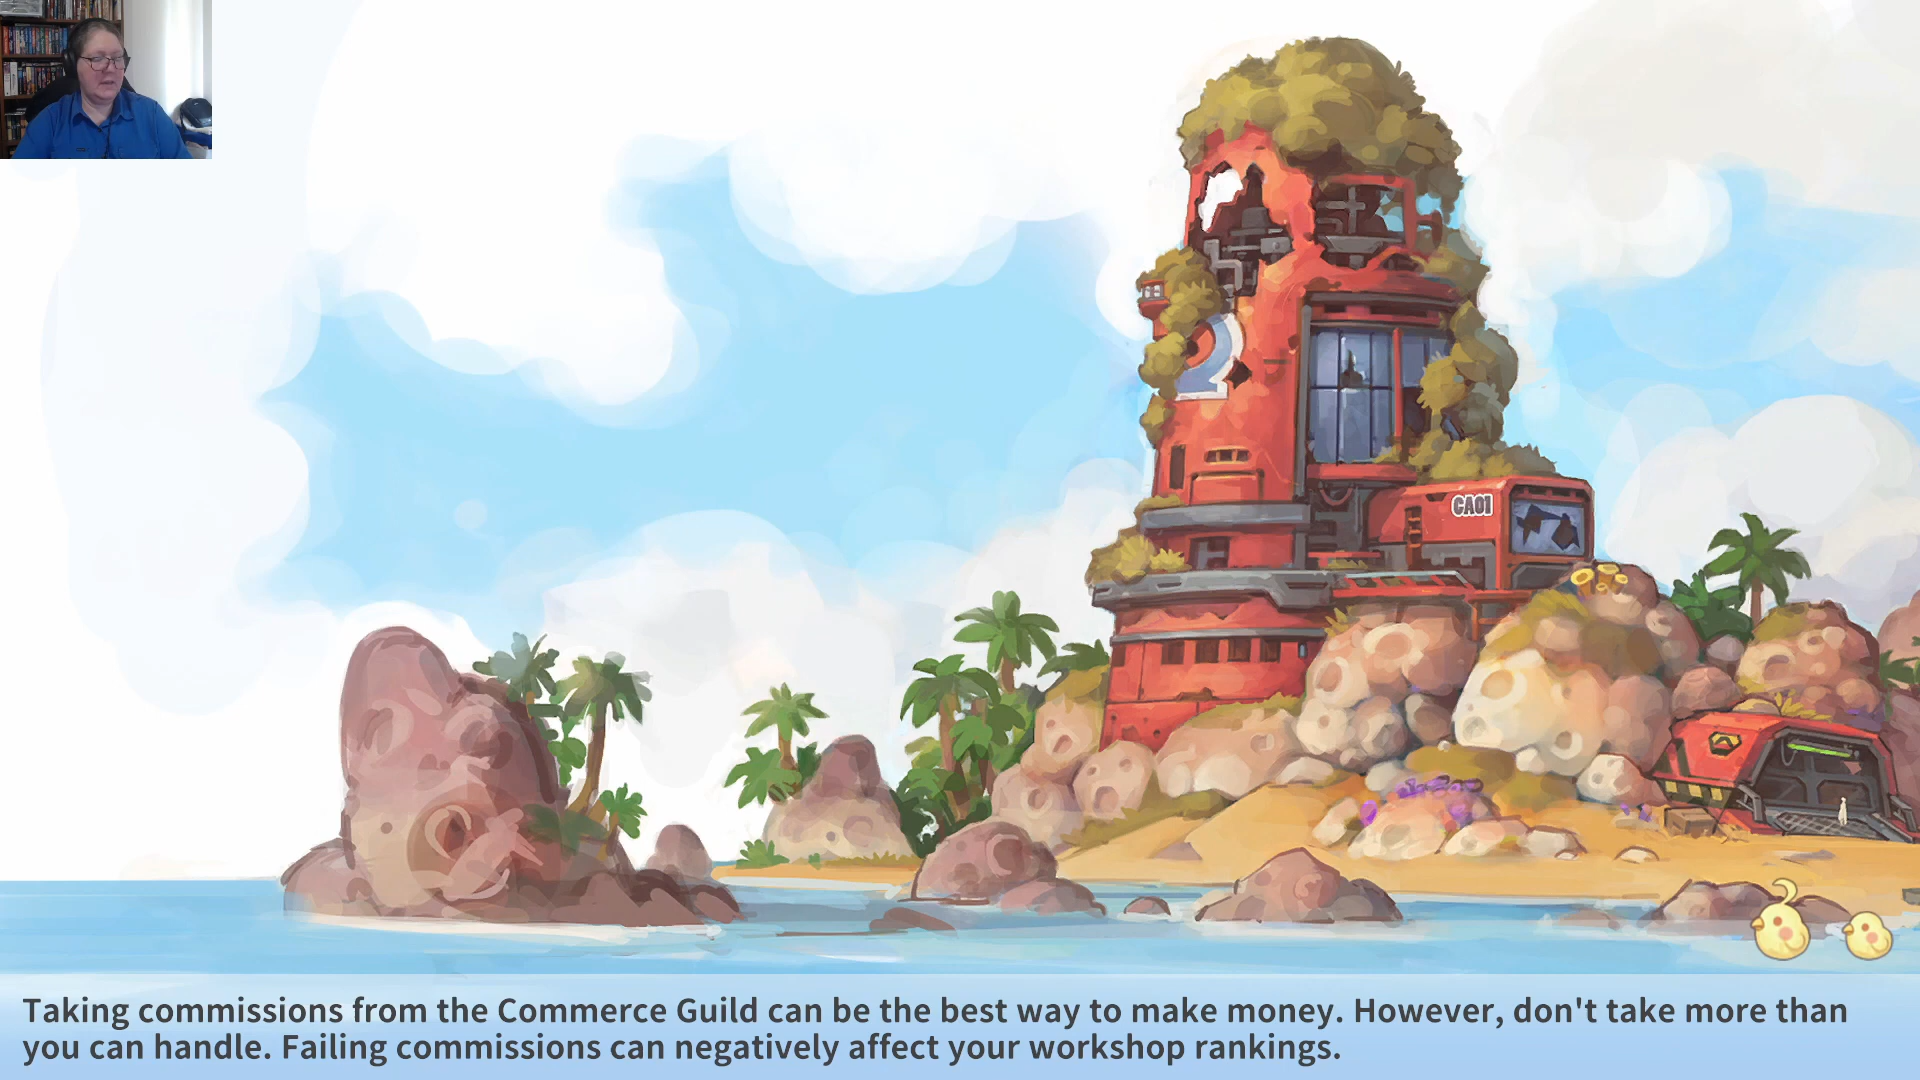 CA01
Taking commissions from the Commerce Guild can be the best way to make money. However, don't take more than
you can handle. Failing commissions can negatively affect your workshop rankings.